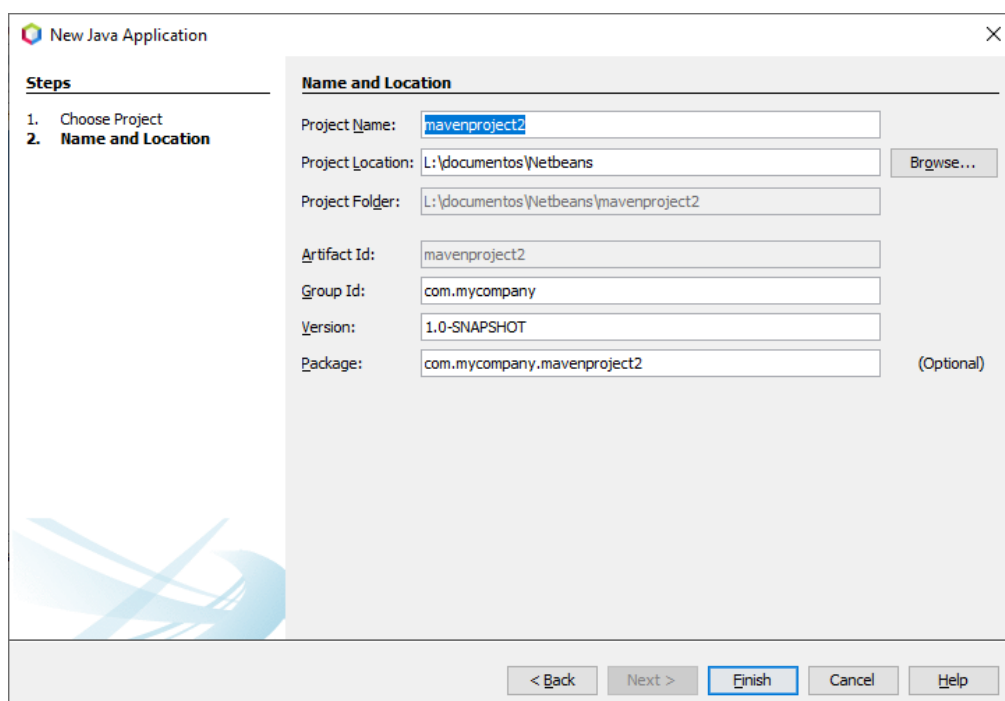 New Java Application
Steps
1. Choose Project
2. Name and Location
Name and Location
Project Name: mavenproject2
Project Location: L:\documentos\Netbeans Browse...
Project Folder: L:\documentos\Netbeans\mavenproject2
Artifact Id: mavenproject2
Group Id: com.mycompany
Version: 1.0-SNAPSHOT
Package: com.mycompany.mavenproject2 (Optional)
< Back Next > Finish Cancel Help